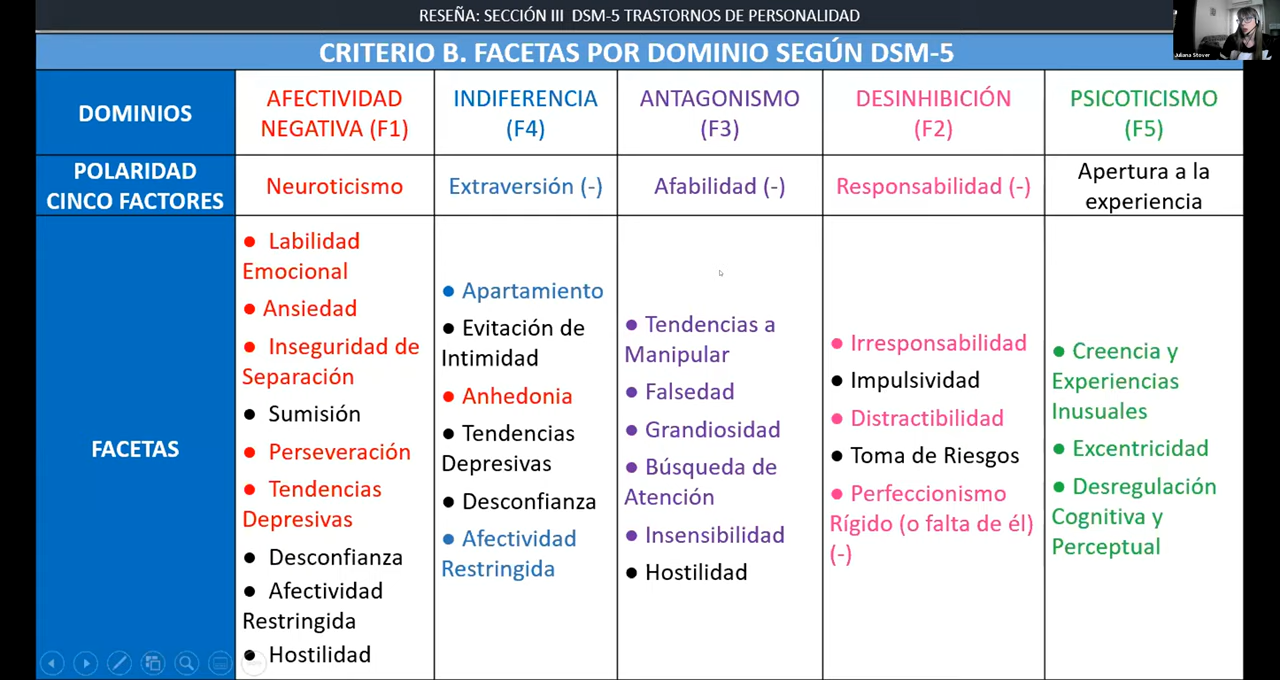 RESEÑA: SECCIÓN III DSM-5 TRASTORNOS DE PERSONALIDAD
Juliana Stover
CRITERIO B. FACETAS POR DOMINIO SEGÚN DSM-5
DOMINIOS
AFECTIVIDAD
NEGATIVA (F1)
INDIFERENCIA
(F4)
ANTAGONISMO
(F3)
DESINHIBICIÓN
(F2)
PSICOTICISMO
(F5)
POLARIDAD
CINCO FACTORES
Neuroticismo
Extraversión (-)
Afabilidad (-)
Responsabilidad (-)
Apertura a la
experiencia
FACETAS
● Labilidad
Emocional
● Ansiedad
● Inseguridad de
Separación
● Sumisión
● Perseveración
● Tendencias
Depresivas
● Desconfianza
● Afectividad
Restringida
● Hostilidad
● Apartamiento
● Evitación de
Intimidad
● Anhedonia
● Tendencias
Depresivas
● Desconfianza
● Afectividad
Restringida
● Tendencias a
Manipular
● Falsedad
● Grandiosidad
● Búsqueda de
Atención
● Insensibilidad
● Hostilidad
● Irresponsabilidad
● Impulsividad
● Distractibilidad
● Toma de Riesgos
● Perfeccionismo
Rígido (o falta de él)
(-)
● Creencia y
Experiencias
Inusuales
● Excentricidad
● Desregulación
Cognitiva y
Perceptual